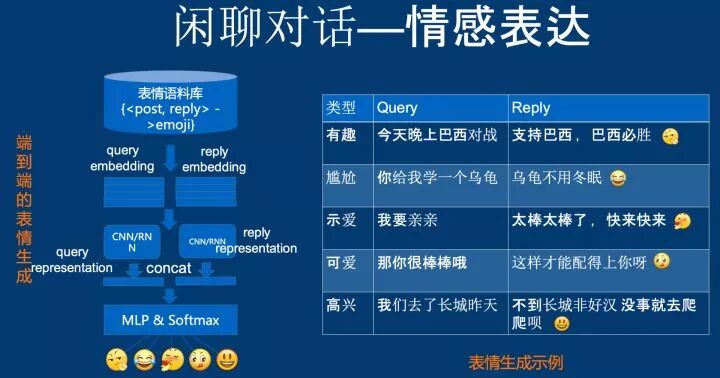 闲聊对话—情感表达
端到端的表情生成
表情语料库
{<post, reply> -
>emoji}
query
embedding
reply
embedding
CNN/RN
N
CNN/RNN
query
representation
reply
representation
concat
MLP & Softmax
类型 Query Reply
有趣 今天晚上巴西对战 支持巴西，巴西必胜
尴尬 你给我学一个乌龟 乌龟不用冬眠
示爱 我要亲亲 太棒太棒了，快来快来
可爱 那你很棒棒哦 这样才能配得上你呀
高兴 我们去了长城昨天 不到长城非好汉 没事就去爬
爬呗
表情生成示例